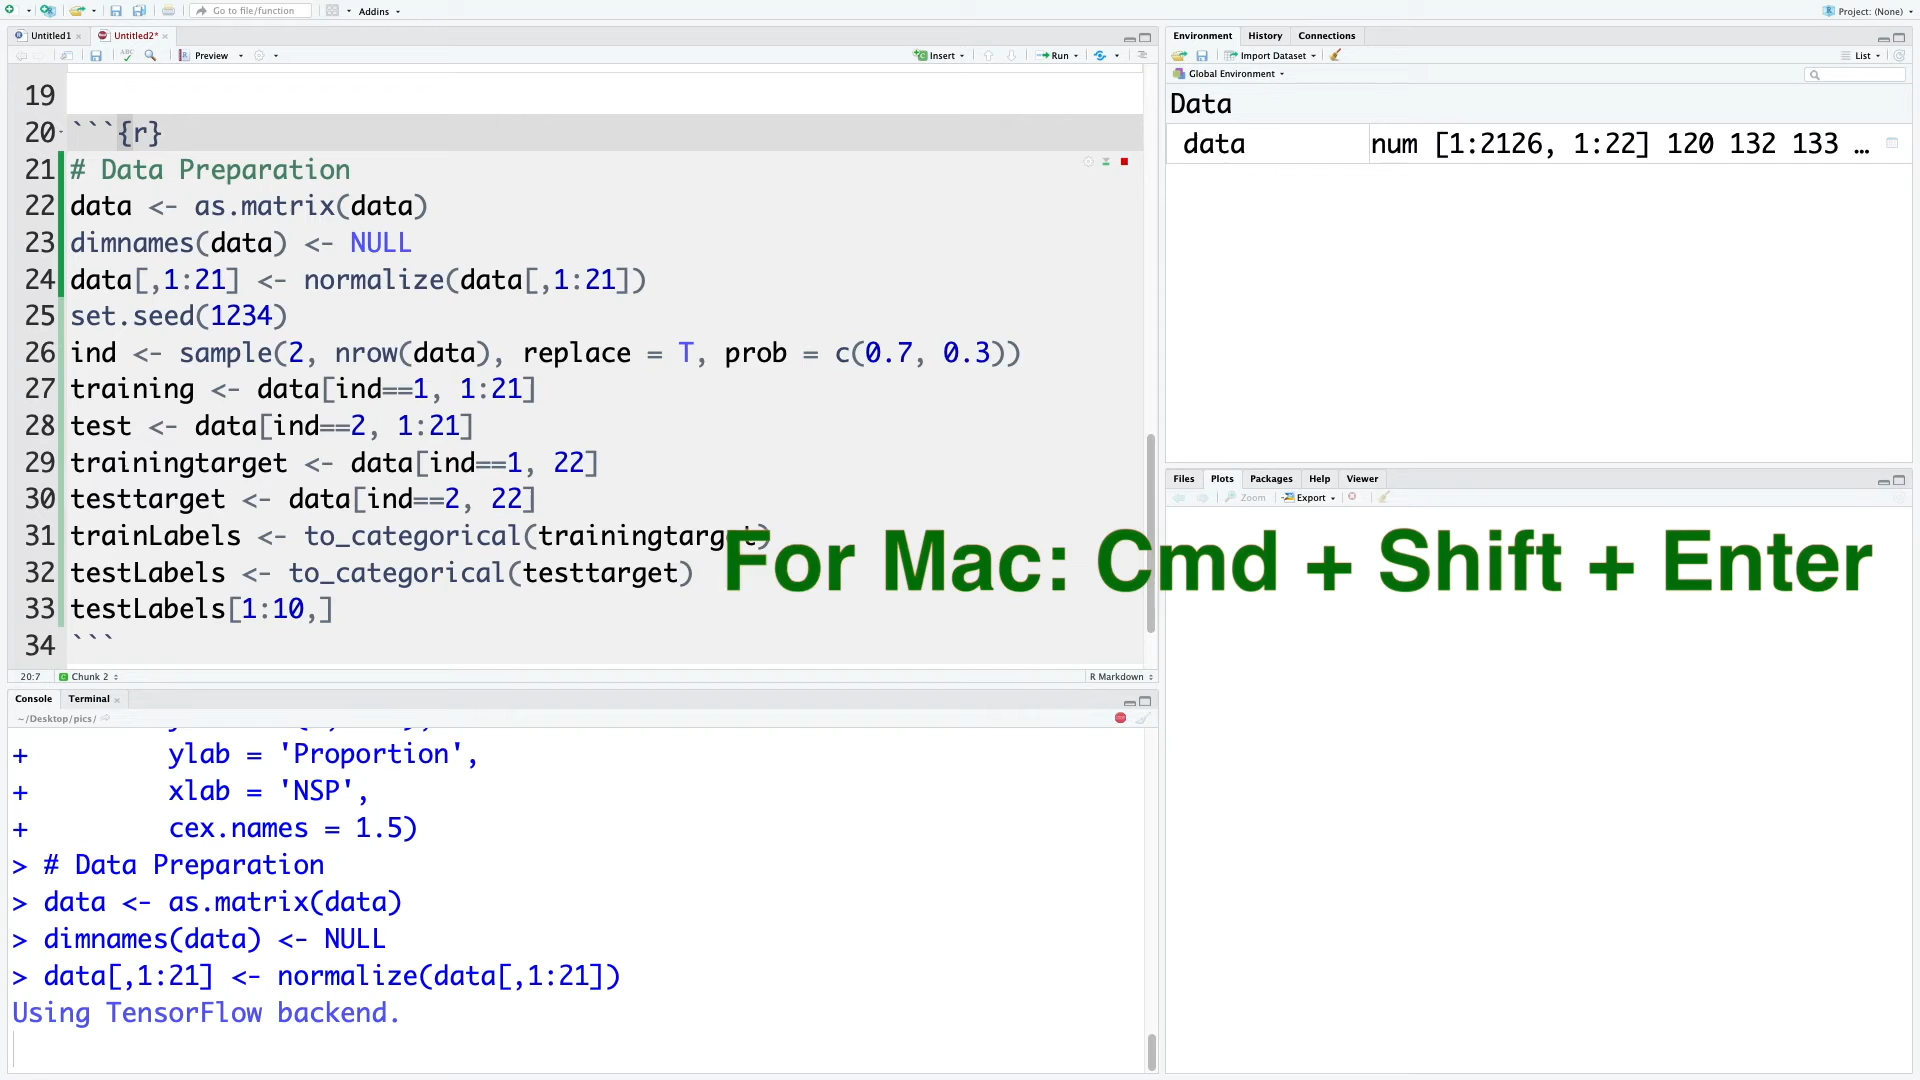 Go to file/function
Addins
Project: (None)
Untitled1
Untitled2*
Preview
Insert
Run
19
20 ```{r}
21 # Data Preparation
22 data <- as.matrix(data)
23 dimnames(data) <- NULL
24 data[,1:21] <- normalize(data[,1:21])
25 set.seed(1234)
26 ind <- sample(2, nrow(data), replace = T, prob = c(0.7, 0.3))
27 training <- data[ind==1, 1:21]
28 test <- data[ind==2, 1:21]
29 trainingtarget <- data[ind==1, 22]
30 testtarget <- data[ind==2, 22]
31 trainLabels <- to_categorical(trainingtarget)
32 testLabels <- to_categorical(testtarget)
33 testLabels[1:10,]
34 ```
For Mac: Cmd + Shift + Enter
20:7
Chunk 2
R Markdown
Console
Terminal
~/Desktop/pics/
+ ylab = 'Proportion',
+ xlab = 'NSP',
+ cex.names = 1.5)
> # Data Preparation
> data <- as.matrix(data)
> dimnames(data) <- NULL
> data[,1:21] <- normalize(data[,1:21])
Using TensorFlow backend.
Environment
History
Connections
Import Dataset
List
Global Environment
Data
data num [1:2126, 1:22] 120 132 133 …
Files
Plots
Packages
Help
Viewer
Zoom
Export